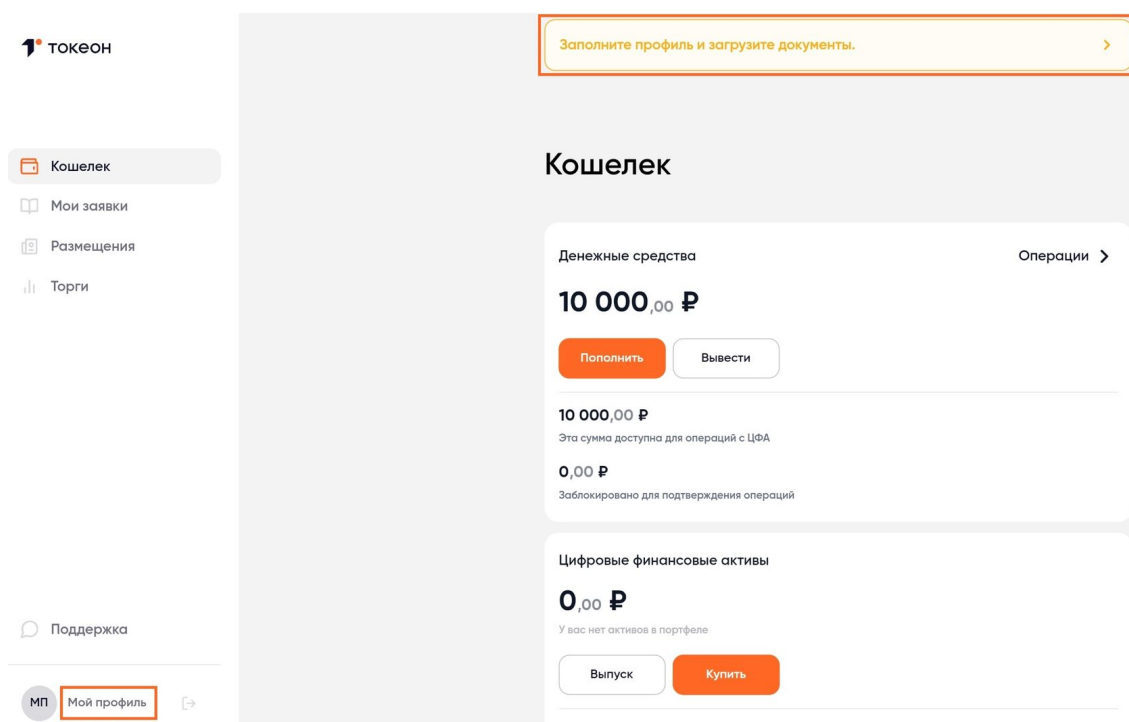 токеон
Заполните профиль и загрузите документы.
Кошелек
Мои заявки
Размещения
Торги
Кошелек
Денежные средства
Операции
10 000,00 ₽
Пополнить
Вывести
10 000,00 ₽
Эта сумма доступна для операций с ЦФА
0,00 ₽
Заблокировано для подтверждения операций
Цифровые финансовые активы
0,00 ₽
У вас нет активов в портфеле
Выпуск
Купить
Поддержка
МП
Мой профиль